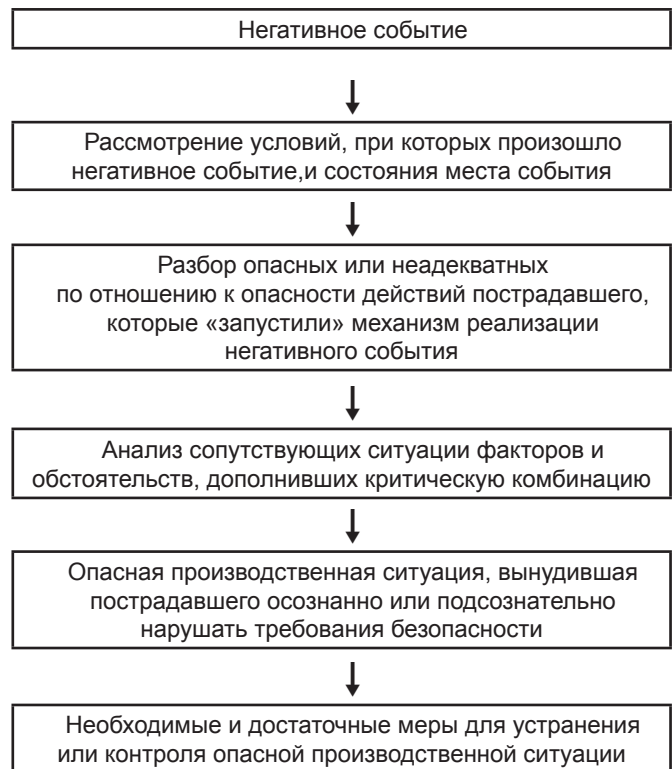 Негативное событие
Рассмотрение условий, при которых произошло
негативное событие,и состояния места события
Разбор опасных или неадекватных
по отношению к опасности действий пострадавшего,
которые «запустили» механизм реализации
негативного события
Анализ сопутствующих ситуации факторов и
обстоятельств, дополнивших критическую комбинацию
Опасная производственная ситуация, вынудившая
пострадавшего осознанно или подсознательно
нарушать требования безопасности
Необходимые и достаточные меры для устранения
или контроля опасной производственной ситуации